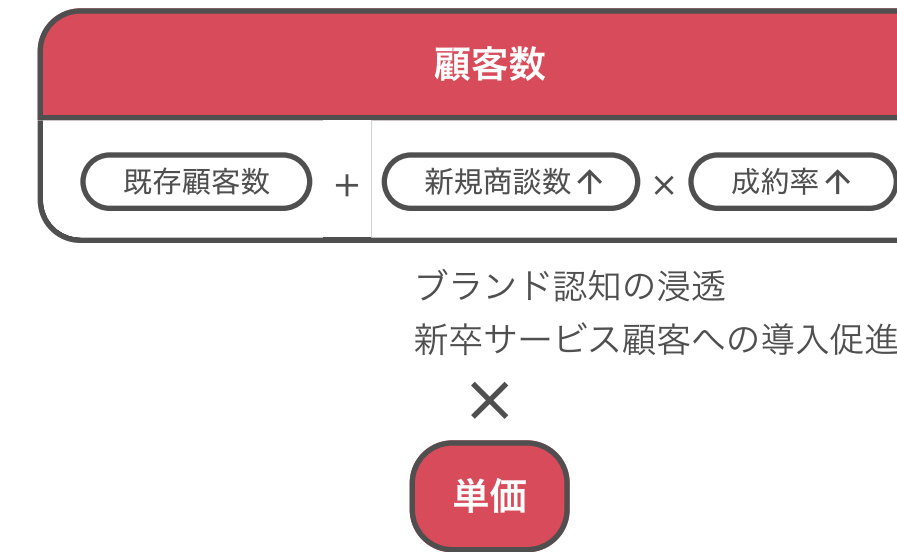 顧客数
既存顧客数 + 新規商談数↑ × 成約率↑
ブランド認知の浸透
新卒サービス顧客への導入促進
×
単価